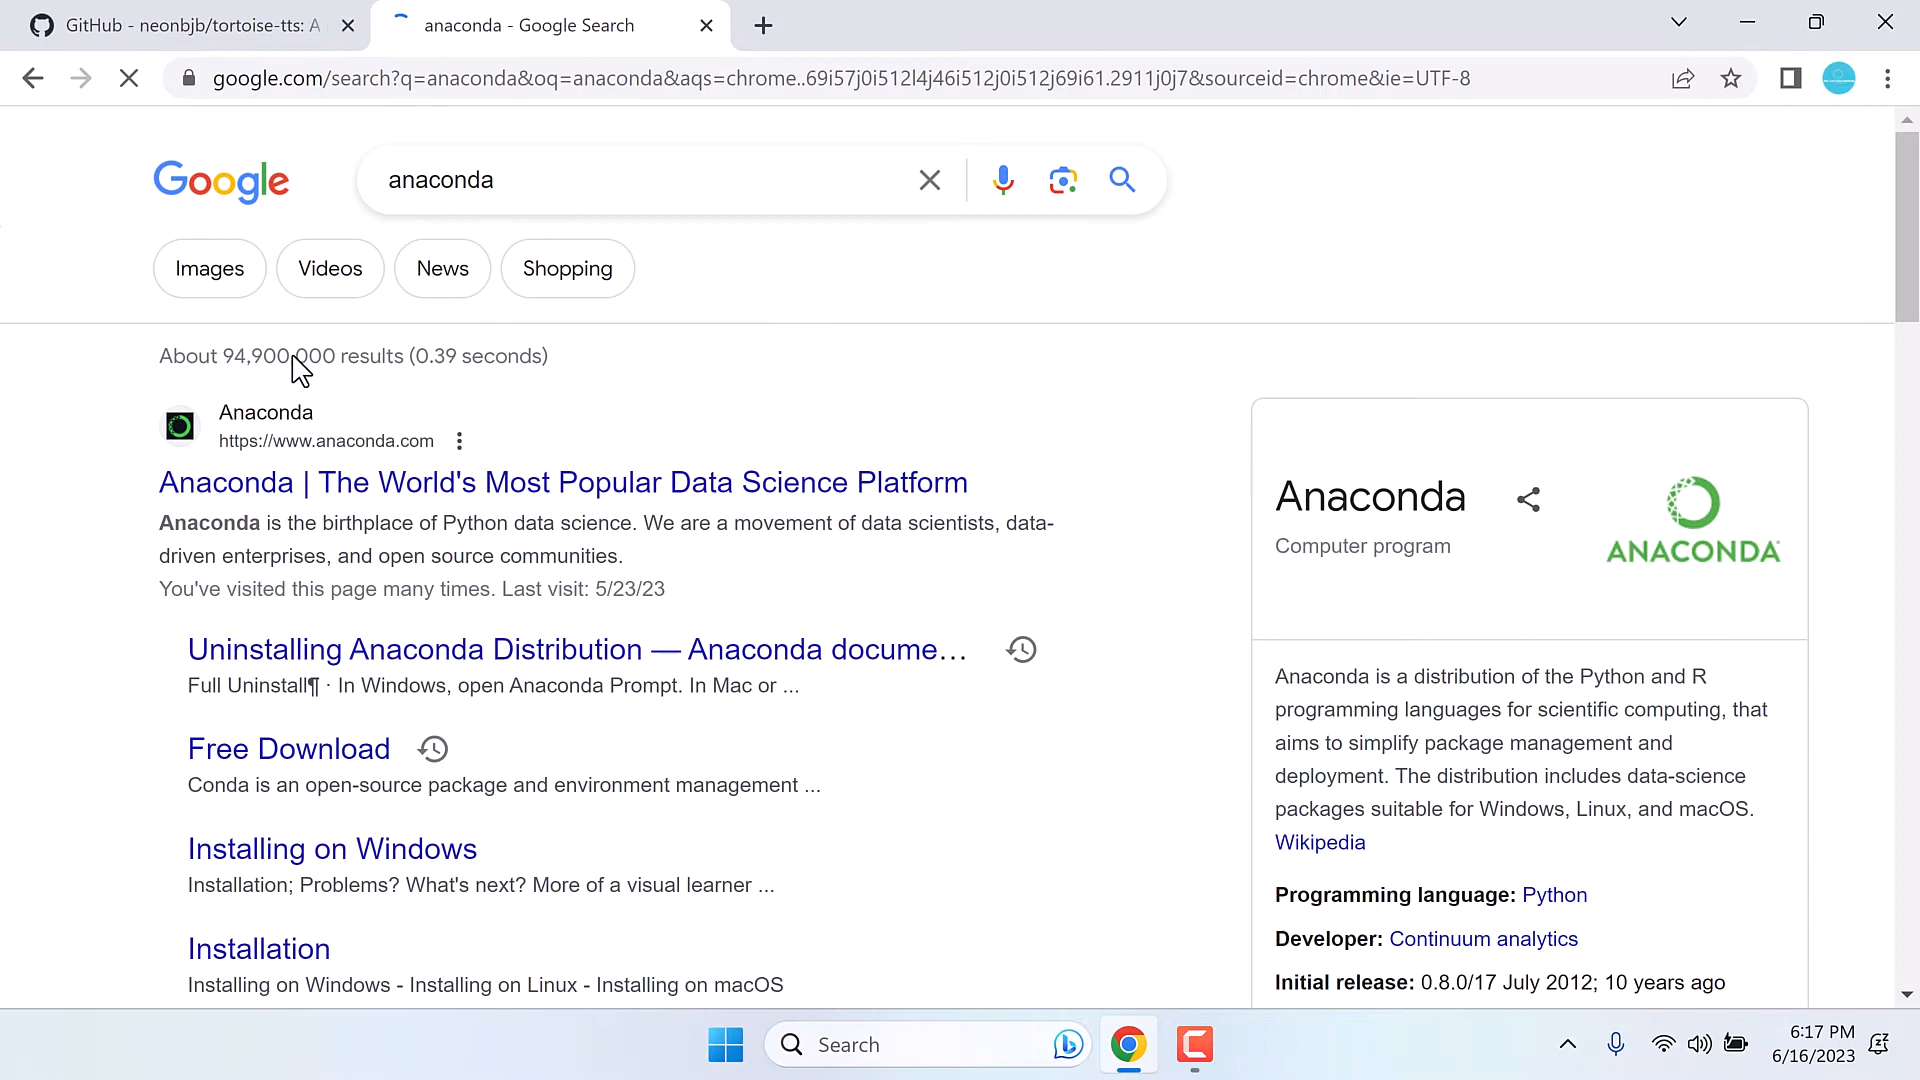 GitHub - neonbjb/tortoise-tts: A
anaconda - Google Search
google.com/search?q=anaconda&oq=anaconda&aqs=chrome..69i57j0i512l4j46i512j0i512j69i61.2911j0j7&sourceid=chrome&ie=UTF-8
Google
anaconda
Images
Videos
News
Shopping
About 94,900,000 results (0.39 seconds)
Anaconda
https://www.anaconda.com
Anaconda | The World's Most Popular Data Science Platform
Anaconda is the birthplace of Python data science. We are a movement of data scientists, data-
driven enterprises, and open source communities.
You've visited this page many times. Last visit: 5/23/23
Uninstalling Anaconda Distribution — Anaconda docume...
Full Uninstall¶ · In Windows, open Anaconda Prompt. In Mac or ...
Free Download
Conda is an open-source package and environment management ...
Installing on Windows
Installation; Problems? What's next? More of a visual learner ...
Installation
Installing on Windows - Installing on Linux - Installing on macOS
Anaconda
Computer program
ANACONDA
Anaconda is a distribution of the Python and R
programming languages for scientific computing, that
aims to simplify package management and
deployment. The distribution includes data-science
packages suitable for Windows, Linux, and macOS.
Wikipedia
Programming language: Python
Developer: Continuum analytics
Initial release: 0.8.0/17 July 2012; 10 years ago
Search
6:17 PM
6/16/2023